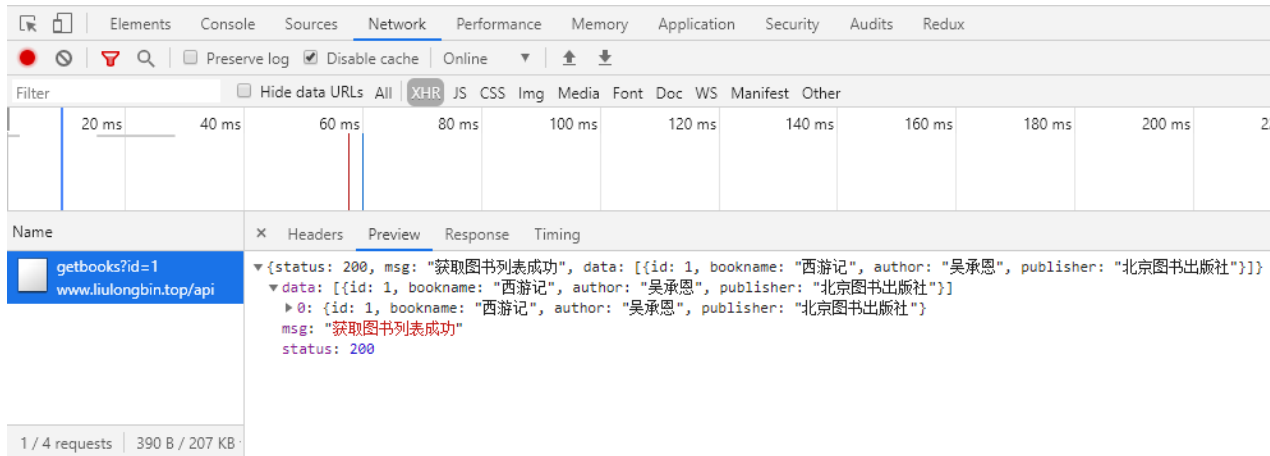 Elements Console Sources Network Performance Memory Application Security Audits Redux
Preserve log Disable cache Online
Filter Hide data URLs All XHR JS CSS Img Media Font Doc WS Manifest Other
20 ms 40 ms 60 ms 80 ms 100 ms 120 ms 140 ms 160 ms 180 ms 200 ms 2
Name × Headers Preview Response Timing
getbooks?id=1
www.liulongbin.top/api
▼{status: 200, msg: "获取图书列表成功", data: [{id: 1, bookname: "西游记", author: "吴承恩", publisher: "北京图书出版社"}]}
▼data: [{id: 1, bookname: "西游记", author: "吴承恩", publisher: "北京图书出版社"}]
▶0: {id: 1, bookname: "西游记", author: "吴承恩", publisher: "北京图书出版社"}
msg: "获取图书列表成功"
status: 200
1 / 4 requests 390 B / 207 KB